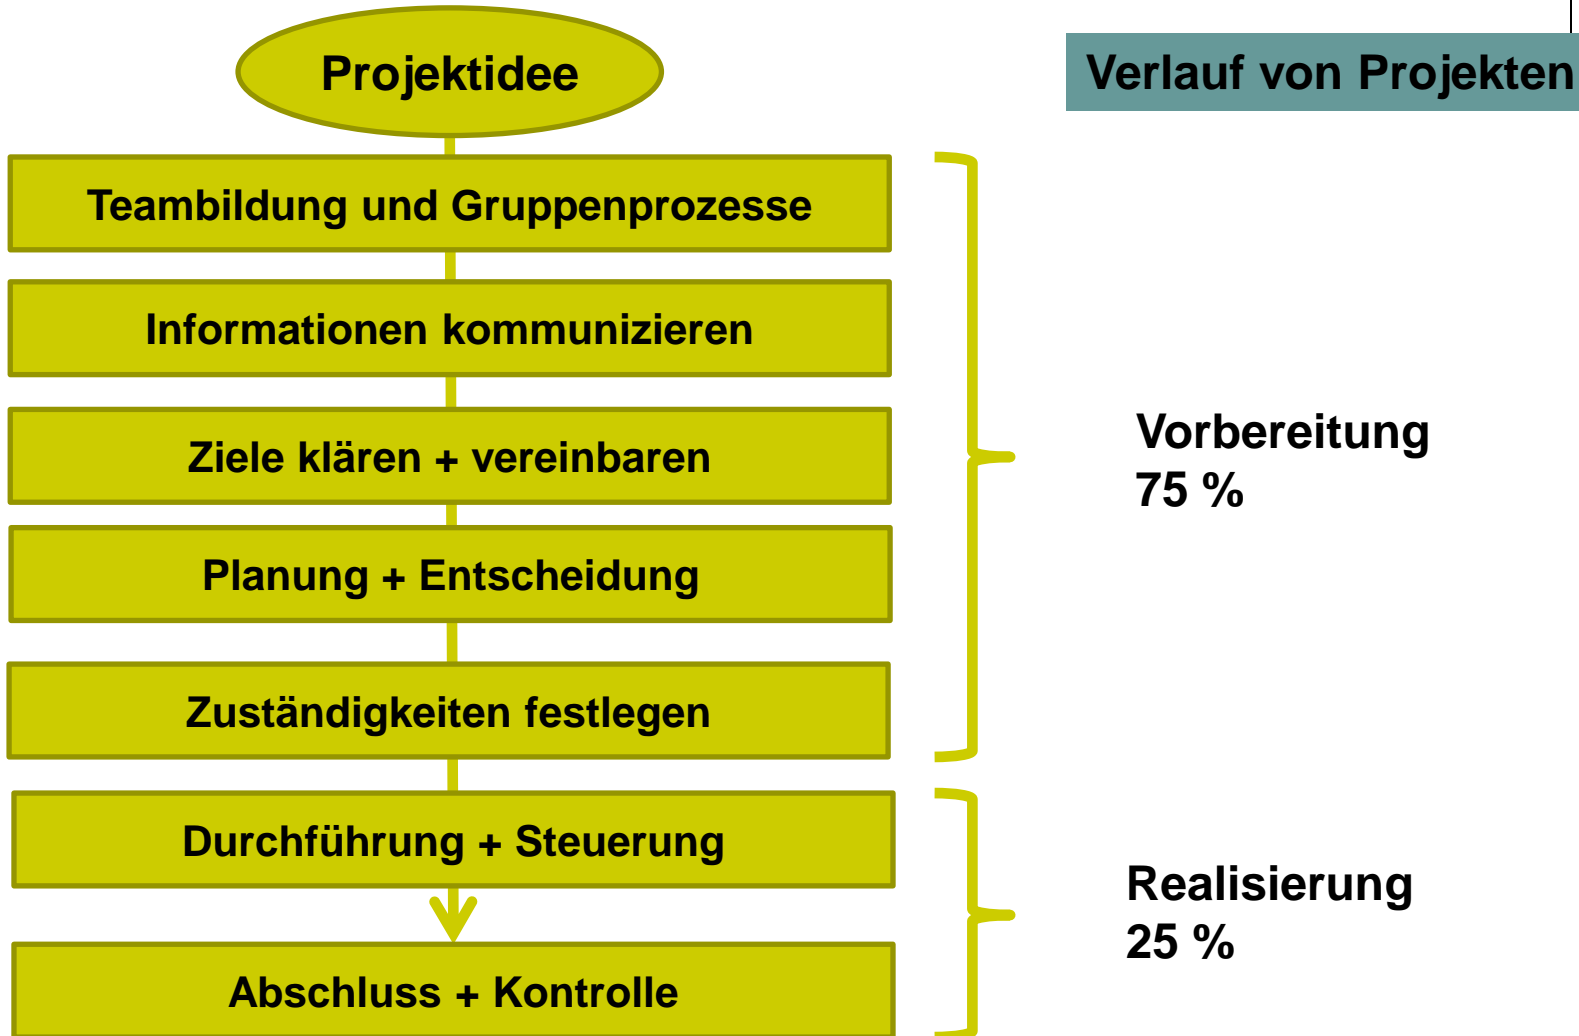 Projektidee
Verlauf von Projekten
Teambildung und Gruppenprozesse
Informationen kommunizieren
Ziele klären + vereinbaren
Planung + Entscheidung
Zuständigkeiten festlegen
Vorbereitung
75 %
Durchführung + Steuerung
Abschluss + Kontrolle
Realisierung
25 %